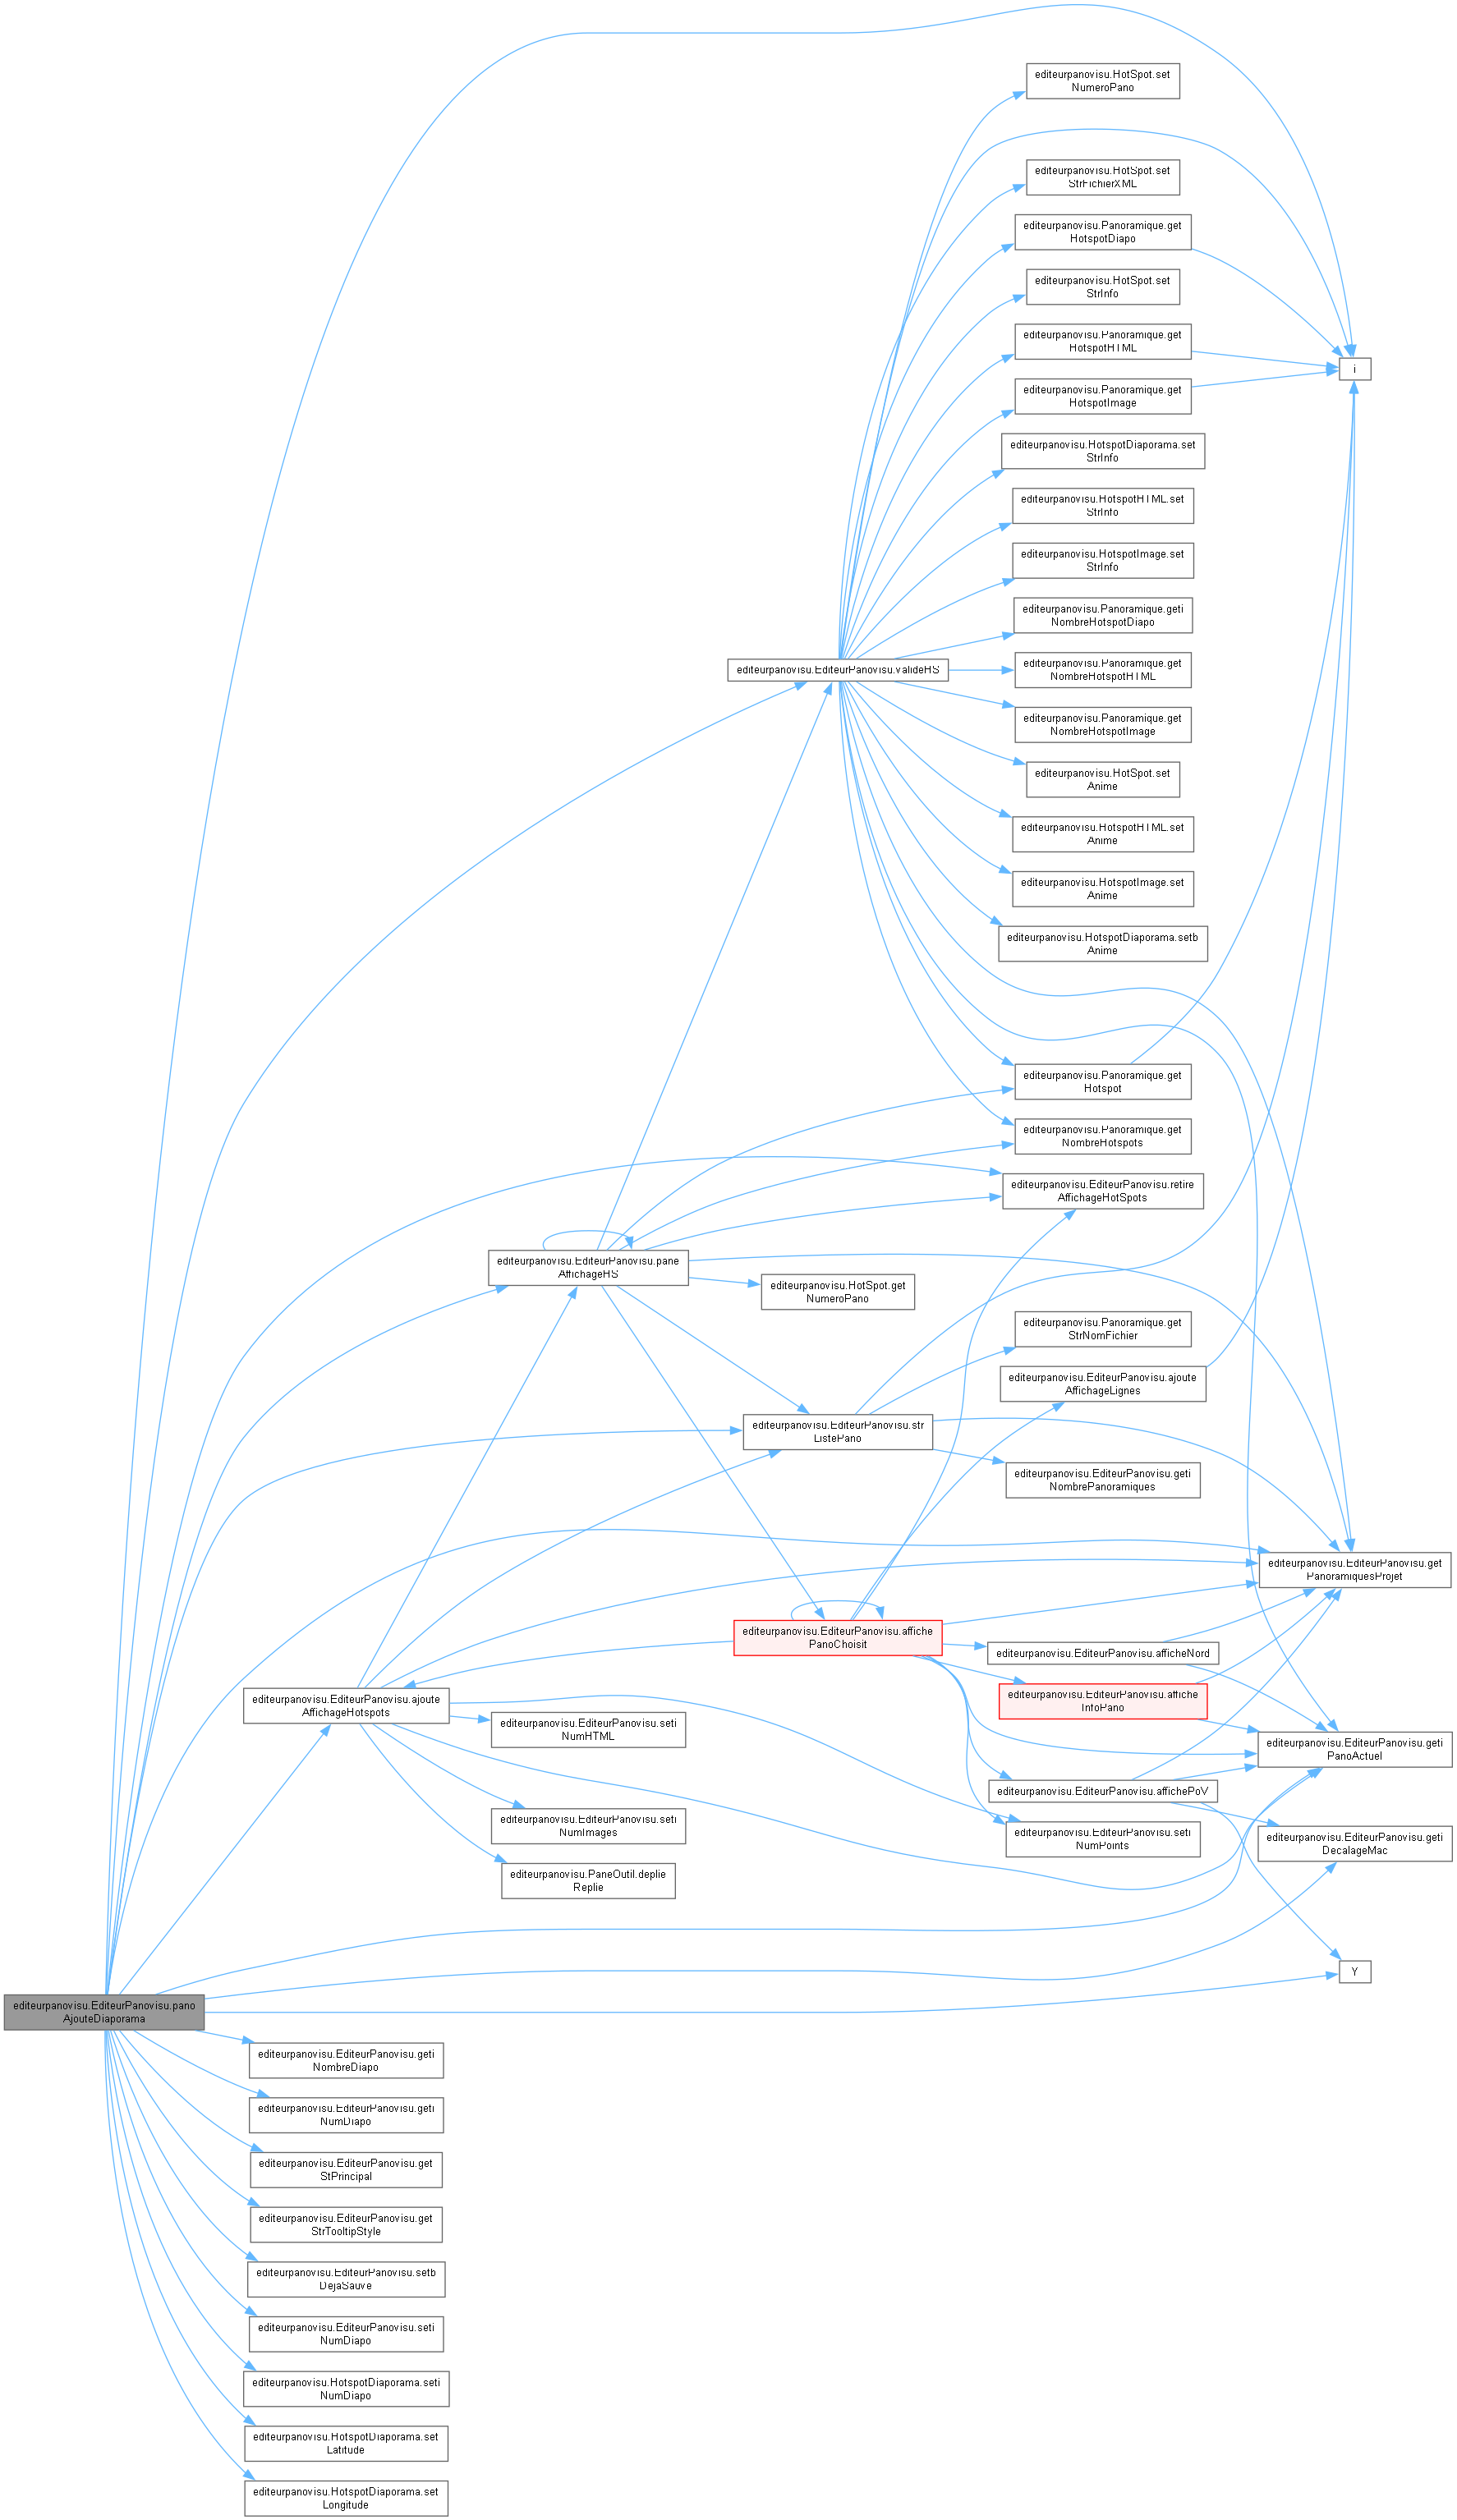 editeurpanovisu.HotSpot.set
NumeroPano
editeurpanovisu.HotSpot.set
StrFichierXML
editeurpanovisu.Panoramique.get
HotspotDiapo
editeurpanovisu.HotSpot.set
StrInfo
editeurpanovisu.Panoramique.get
HotspotHTML
i
editeurpanovisu.Panoramique.get
HotspotImage
editeurpanovisu.HotspotDiaporama.set
StrInfo
editeurpanovisu.HotspotHTML.set
StrInfo
editeurpanovisu.HotspotImage.set
StrInfo
editeurpanovisu.Panoramique.geti
NombreHotspotDiapo
editeurpanovisu.EditeurPanovisu.valideHS
editeurpanovisu.Panoramique.get
NombreHotspotHTML
editeurpanovisu.Panoramique.get
NombreHotspotImage
editeurpanovisu.HotSpot.set
Anime
editeurpanovisu.HotspotHTML.set
Anime
editeurpanovisu.HotspotImage.set
Anime
editeurpanovisu.HotspotDiaporama.setb
Anime
editeurpanovisu.Panoramique.get
Hotspot
editeurpanovisu.Panoramique.get
NombreHotspots
editeurpanovisu.EditeurPanovisu.retire
AffichageHotSpots
editeurpanovisu.EditeurPanovisu.pane
AffichageHS
editeurpanovisu.HotSpot.get
NumeroPano
editeurpanovisu.Panoramique.get
StrNomFichier
editeurpanovisu.EditeurPanovisu.ajoute
AffichageLignes
editeurpanovisu.EditeurPanovisu.str
ListePano
editeurpanovisu.EditeurPanovisu.geti
NombrePanoramiques
editeurpanovisu.EditeurPanovisu.get
PanoramiquesProjet
editeurpanovisu.EditeurPanovisu.affiche
PanoChoisit
editeurpanovisu.EditeurPanovisu.afficheNord
editeurpanovisu.EditeurPanovisu.affiche
InfoPano
editeurpanovisu.EditeurPanovisu.ajoute
AffichageHotspots
editeurpanovisu.EditeurPanovisu.seti
NumHTML
editeurpanovisu.EditeurPanovisu.geti
PanoActuel
editeurpanovisu.EditeurPanovisu.affichePoV
editeurpanovisu.EditeurPanovisu.seti
NumImages
editeurpanovisu.EditeurPanovisu.seti
NumPoints
editeurpanovisu.EditeurPanovisu.geti
DecalageMac
editeurpanovisu.PaneOutil.deplie
Replie
Y
editeurpanovisu.EditeurPanovisu.pano
AjouteDiaporama
editeurpanovisu.EditeurPanovisu.geti
NombreDiapo
editeurpanovisu.EditeurPanovisu.geti
NumDiapo
editeurpanovisu.EditeurPanovisu.get
StPrincipal
editeurpanovisu.EditeurPanovisu.get
StrTooltipStyle
editeurpanovisu.EditeurPanovisu.setb
DejaSauve
editeurpanovisu.EditeurPanovisu.seti
NumDiapo
editeurpanovisu.HotspotDiaporama.seti
NumDiapo
editeurpanovisu.HotspotDiaporama.set
Latitude
editeurpanovisu.HotspotDiaporama.set
Longitude